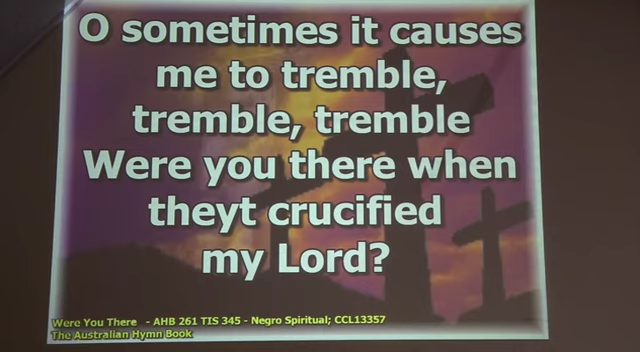 O sometimes it causes
me to tremble,
tremble, tremble
Were you there when
theyt crucified
my Lord?
Were You There - AHB 261 TIS 345 - Negro Spiritual; CCL13357
The Australian Hymn Book